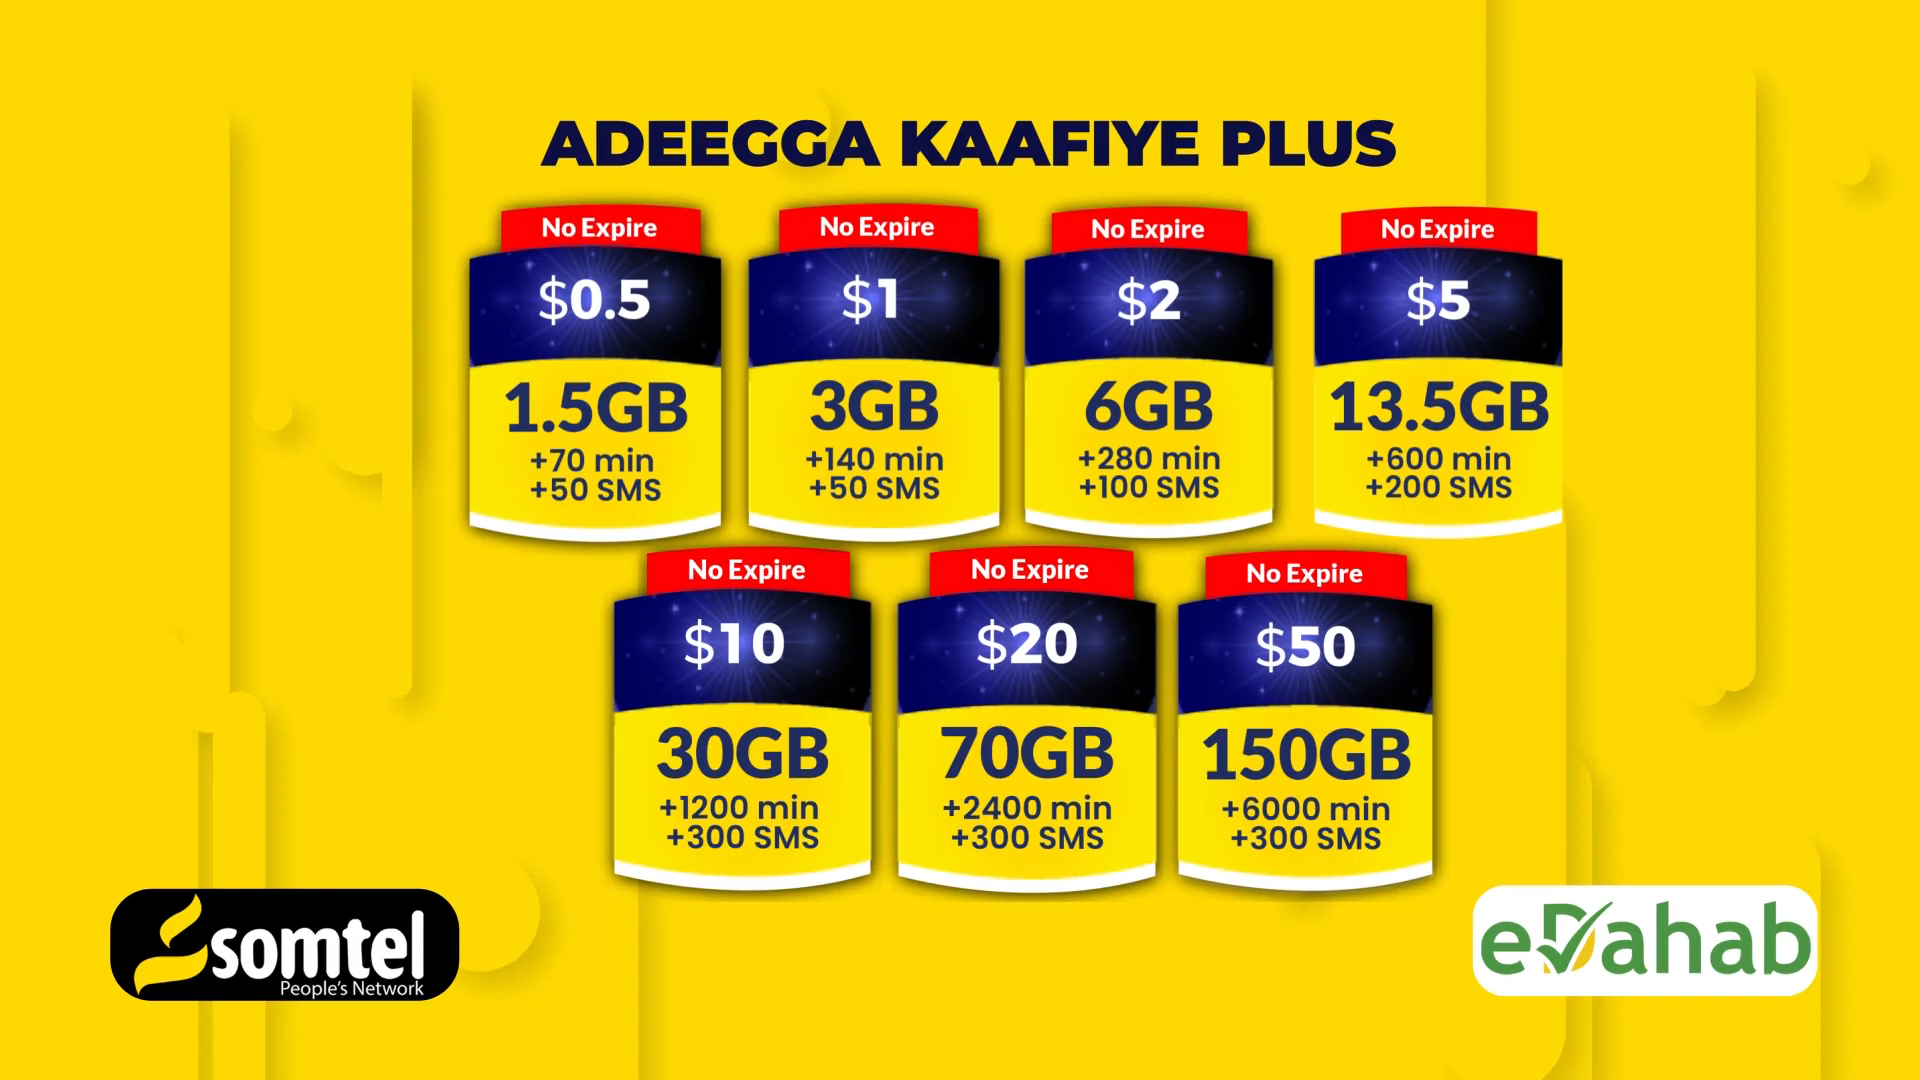 ADEEGGA KAAFIYE PLUS
No Expire
$0.5
1.5GB
+70 min
+50 SMS
No Expire
$1
3GB
+140 min
+50 SMS
No Expire
$2
6GB
+280 min
+100 SMS
No Expire
$5
13.5GB
+600 min
+200 SMS
No Expire
$10
30GB
+1200 min
+300 SMS
No Expire
$20
70GB
+2400 min
+300 SMS
No Expire
$50
150GB
+6000 min
+300 SMS
somtel
People's Network
eDahab